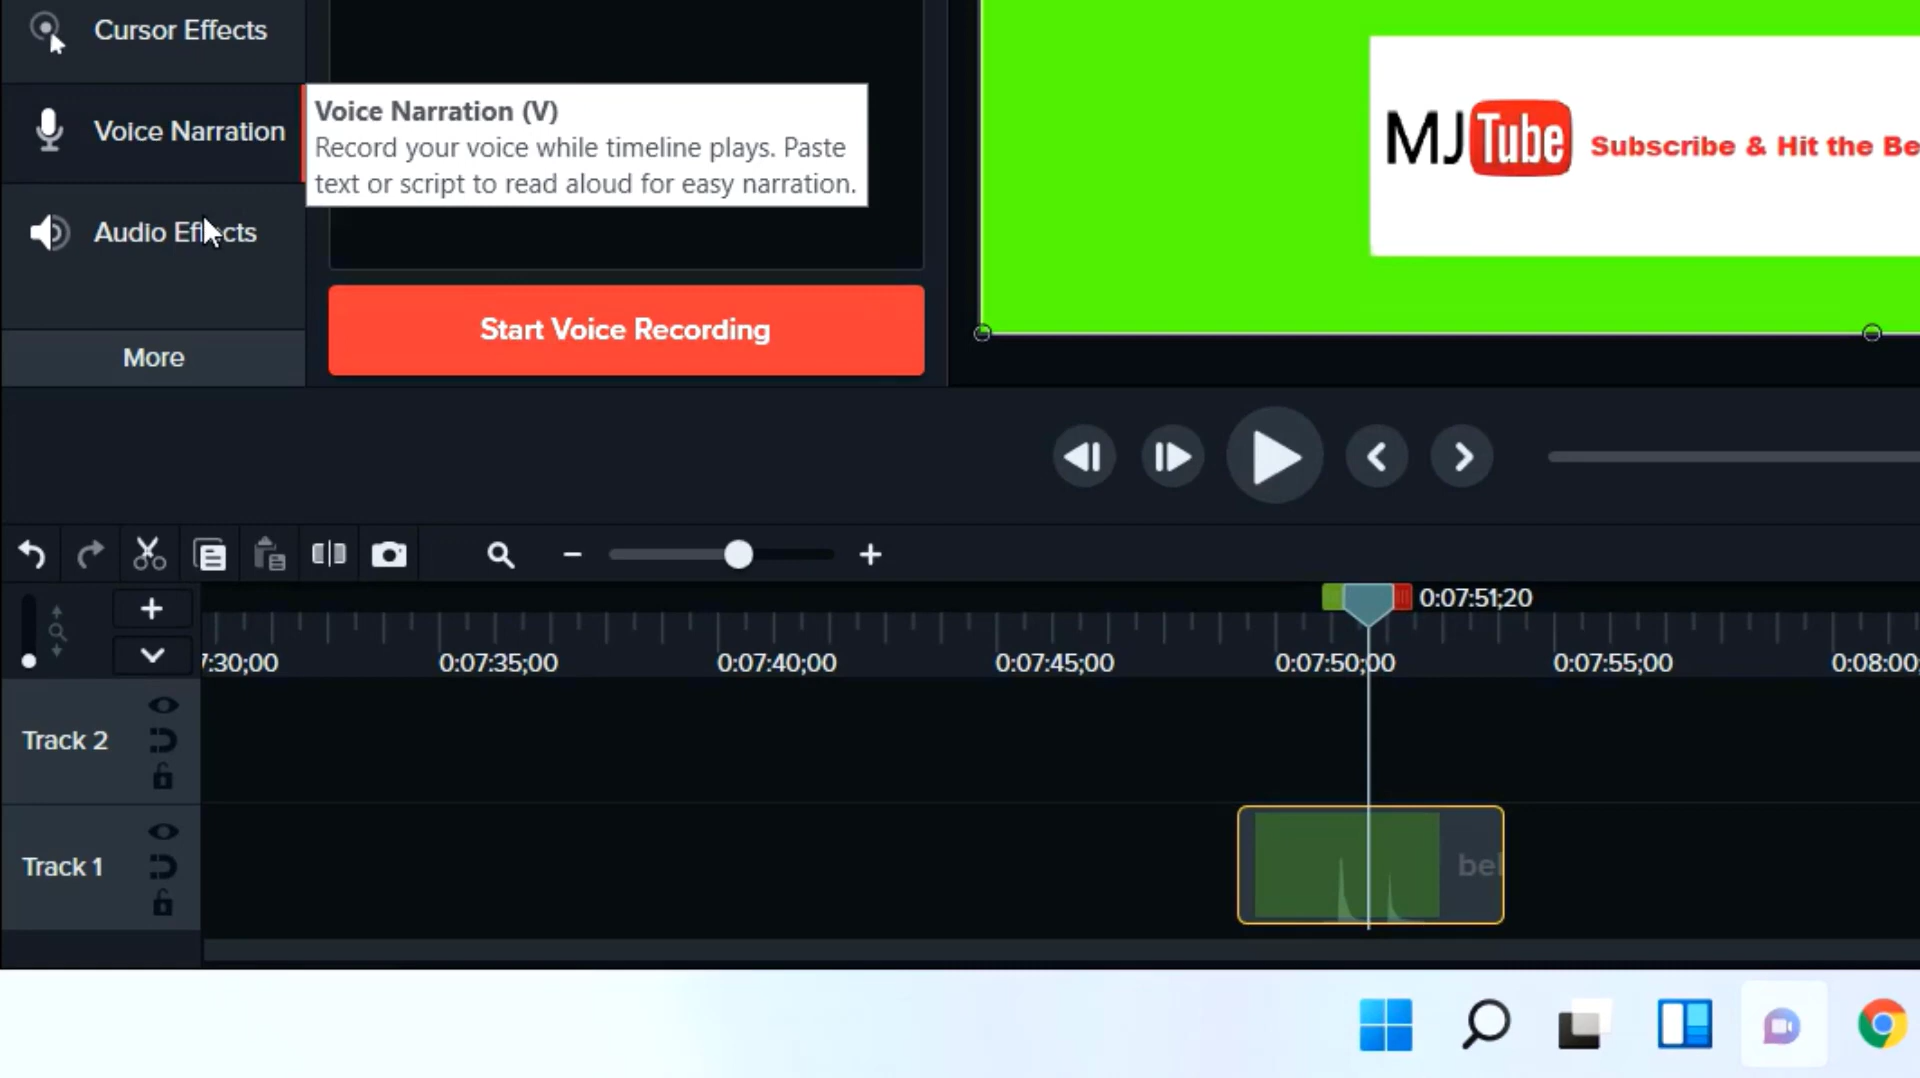 Cursor Effects
Voice Narration
Voice Narration (V)
Record your voice while timeline plays. Paste
text or script to read aloud for easy narration.
Audio Effects
Start Voice Recording
More
MJ Tube Subscribe & Hit the Be
0:07:51;20
7:30;00 0:07:35;00 0:07:40;00 0:07:45;00 0:07:50;00 0:07:55;00 0:08:00;
Track 2
Track 1
bel